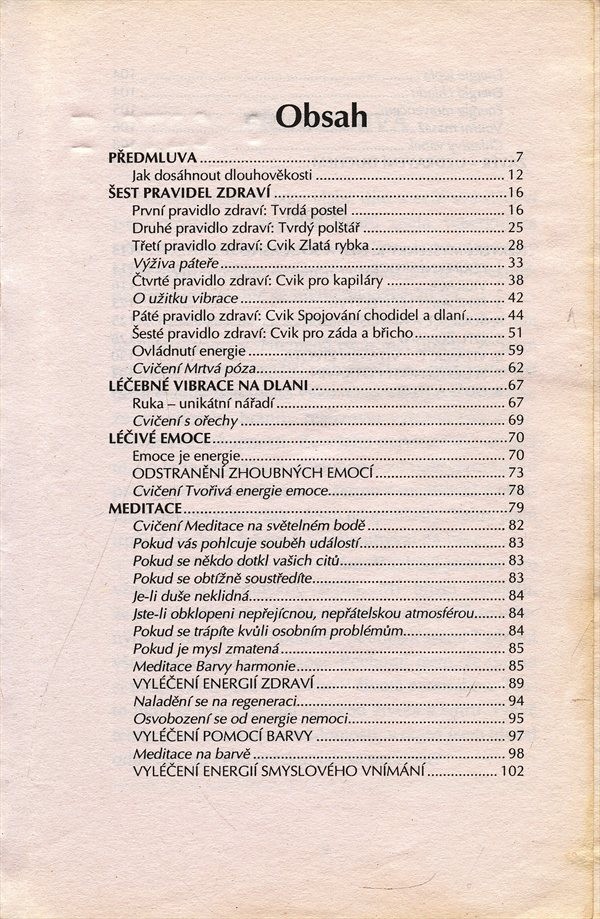 Obsah
PŘEDMLUVA ........ 7
Jak dosáhnout dlouhověkosti ........ 12
ŠEST PRAVIDEL ZDRAVÍ ........ 16
První pravidlo zdraví: Tvrdá postel ........ 16
Druhé pravidlo zdraví: Tvrdý polštář ........ 25
Třetí pravidlo zdraví: Cvik Zlatá rybka ........ 28
Výživa páteře ........ 33
Čtvrté pravidlo zdraví: Cvik pro kapiláry ........ 38
O užitku vibrace ........ 42
Páté pravidlo zdraví: Cvik Spojování chodidel a dlaní ........ 44
Šesté pravidlo zdraví: Cvik pro záda a břicho ........ 51
Ovládnutí energie ........ 59
Cvičení Mrtvá póza ........ 62
LÉČEBNÉ VIBRACE NA DLANI ........ 67
Ruka – unikátní nářadí ........ 67
Cvičení s ořechy ........ 69
LÉČIVÉ EMOCE ........ 70
Emoce je energie ........ 70
ODSTRANĚNÍ ZHOUBNÝCH EMOCÍ ........ 73
Cvičení Tvořivá energie emoce ........ 78
MEDITACE ........ 79
Cvičení Meditace na světelném bodě ........ 82
Pokud vás pohlcuje souběh událostí ........ 83
Pokud se někdo dotkl vašich citů ........ 83
Pokud se obtížně soustředíte ........ 83
Je-li duše neklidná ........ 84
Jste-li obklopeni nepřejícnou, nepřátelskou atmosférou ........ 84
Pokud se trápíte kvůli osobním problémům ........ 84
Pokud je mysl zmatená ........ 85
Meditace Barvy harmonie ........ 85
VYLÉČENÍ ENERGIÍ ZDRAVÍ ........ 89
Naladění se na regeneraci ........ 94
Osvobození se od energie nemoci ........ 95
VYLÉČENÍ POMOCÍ BARVY ........ 97
Meditace na barvě ........ 98
VYLÉČENÍ ENERGIÍ SMYSLOVÉHO VNÍMÁNÍ ........ 102